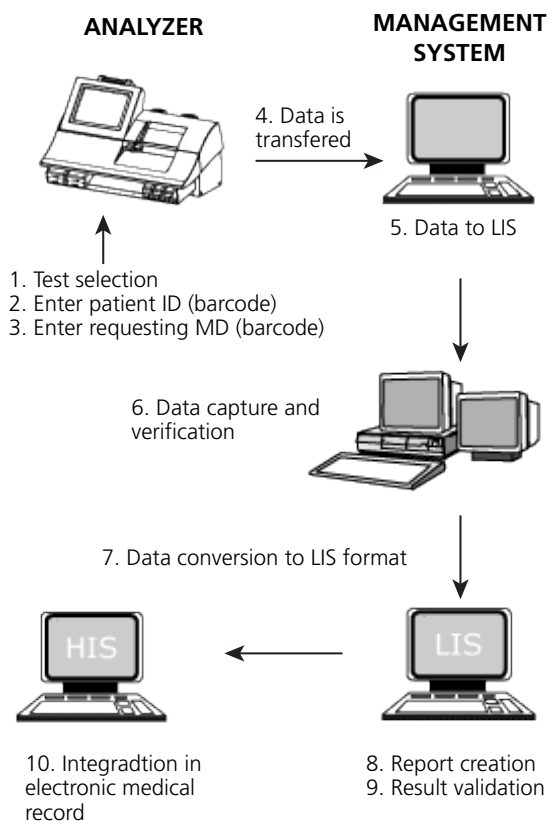 ANALYZER
MANAGEMENT
SYSTEM
4. Data is
transfered
5. Data to LIS
1. Test selection
2. Enter patient ID (barcode)
3. Enter requesting MD (barcode)
6. Data capture and
verification
7. Data conversion to LIS format
HIS
LIS
10. Integradtion in
electronic medical
record
8. Report creation
9. Result validation